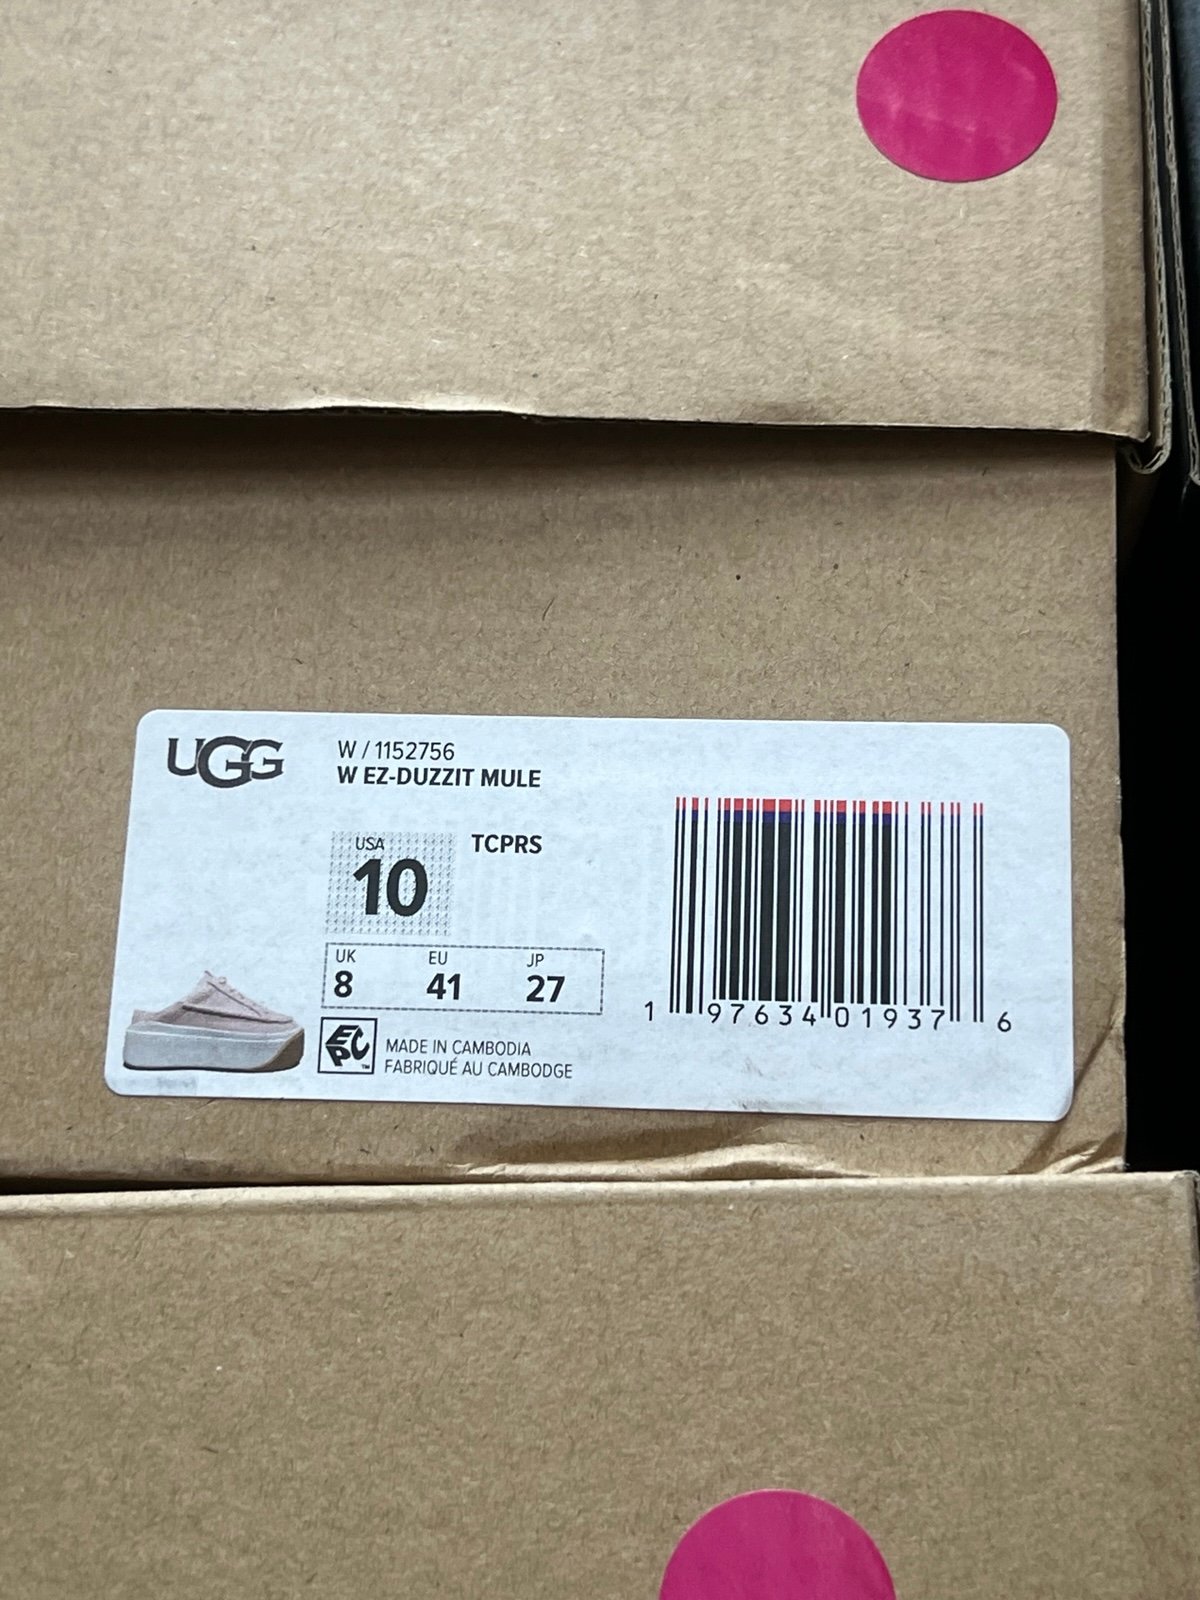 UGG
W / 1152756
W EZ-DUZZIT MULE
USA
10
TCPRS
UK EU JP
8 41 27
EPC™
MADE IN CAMBODIA
FABRIQUÉ AU CAMBODGE
1 97634 01937 6